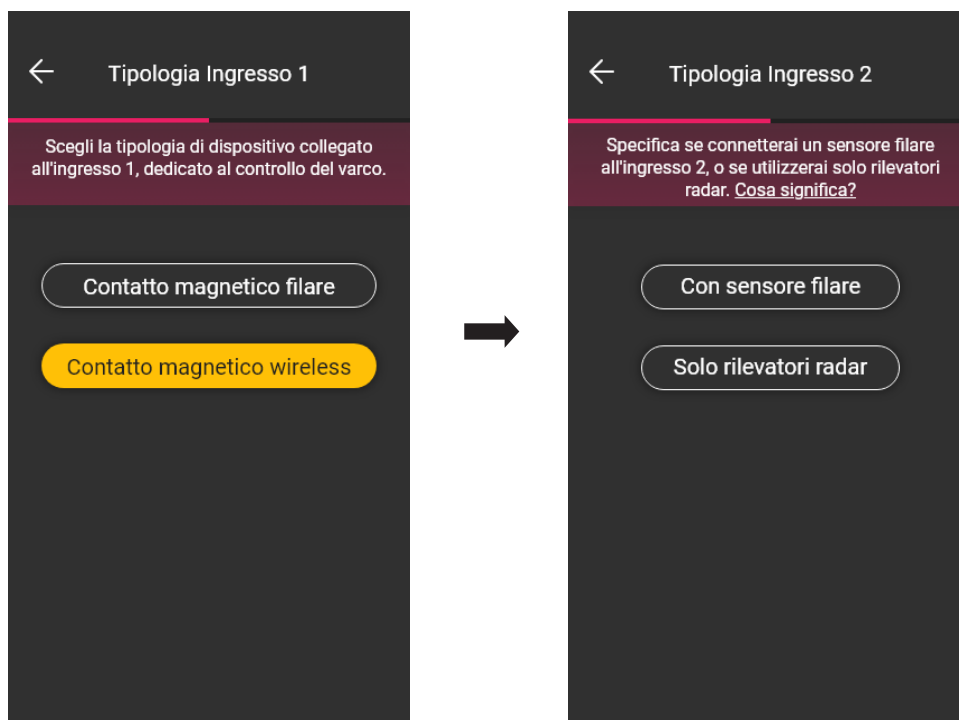 Tipologia Ingresso 1
Scegli la tipologia di dispositivo collegato
all'ingresso 1, dedicato al controllo del varco.
Contatto magnetico filare
Contatto magnetico wireless
Tipologia Ingresso 2
Specifica se connetterai un sensore filare
all'ingresso 2, o se utilizzerai solo rilevatori
radar. Cosa significa?
Con sensore filare
Solo rilevatori radar